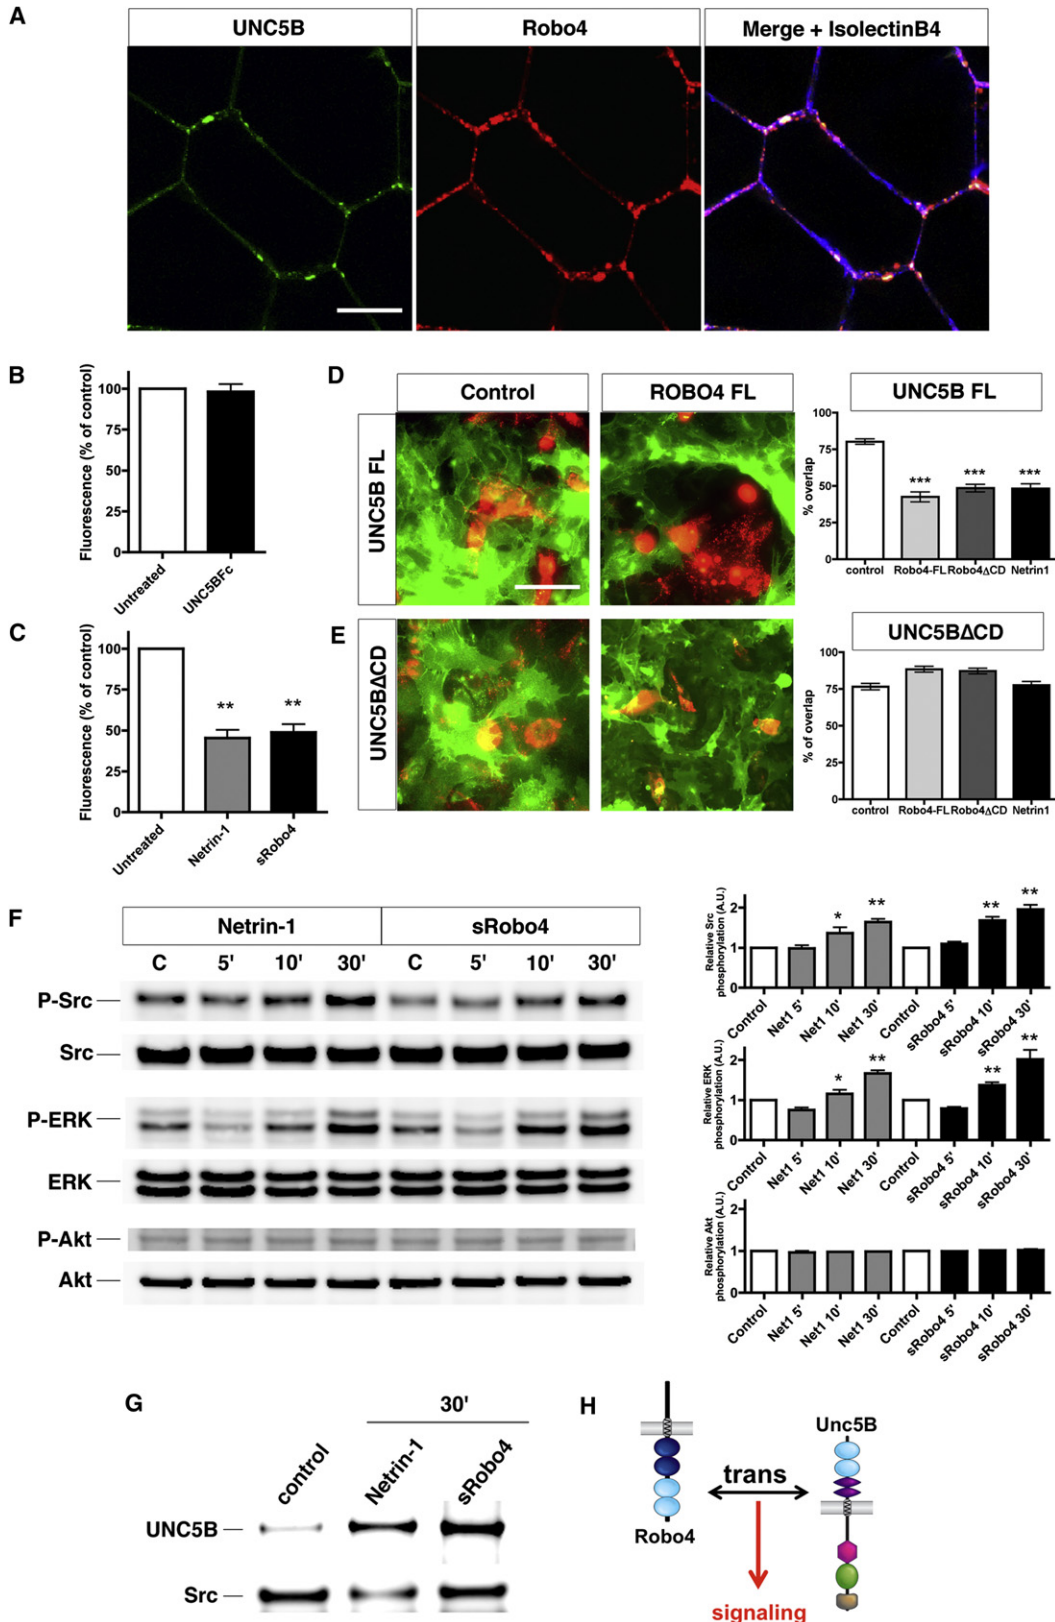 A
UNC5B
Robo4
Merge + IsolectinB4
B
Fluorescence (% of control)
100
75
50
25
0
Untreated
UNC5BFc
C
Fluorescence (% of control)
100
75
50
25
0
Untreated
Netrin-1
sRobo4
D
Control
ROBO4 FL
UNC5B FL
UNC5B FL
% overlap
100
75
50
25
0
***
***
***
control
Robo4-FL
Robo4ΔCD
Netrin1
E
UNC5BΔCD
UNC5BΔCD
% of overlap
100
75
50
25
0
control
Robo4-FL
Robo4ΔCD
Netrin1
F
Netrin-1
sRobo4
C 5' 10' 30' C 5' 10' 30'
P-Src
Src
P-ERK
ERK
P-Akt
Akt
Relative Src
phosphorylation (A.U.)
2
1
0
*
**
**
**
Control
Net1 5'
Net1 10'
Net1 30'
Control
sRobo4 5'
sRobo4 10'
sRobo4 30'
Relative ERK
phosphorylation (A.U.)
2
1
0
*
**
**
**
Control
Net1 5'
Net1 10'
Net1 30'
Control
sRobo4 5'
sRobo4 10'
sRobo4 30'
Relative Akt
phosphorylation (A.U.)
2
1
0
Control
Net1 5'
Net1 10'
Net1 30'
Control
sRobo4 5'
sRobo4 10'
sRobo4 30'
G
30'
control
Netrin-1
sRobo4
UNC5B
Src
H
Unc5B
trans
Robo4
signaling